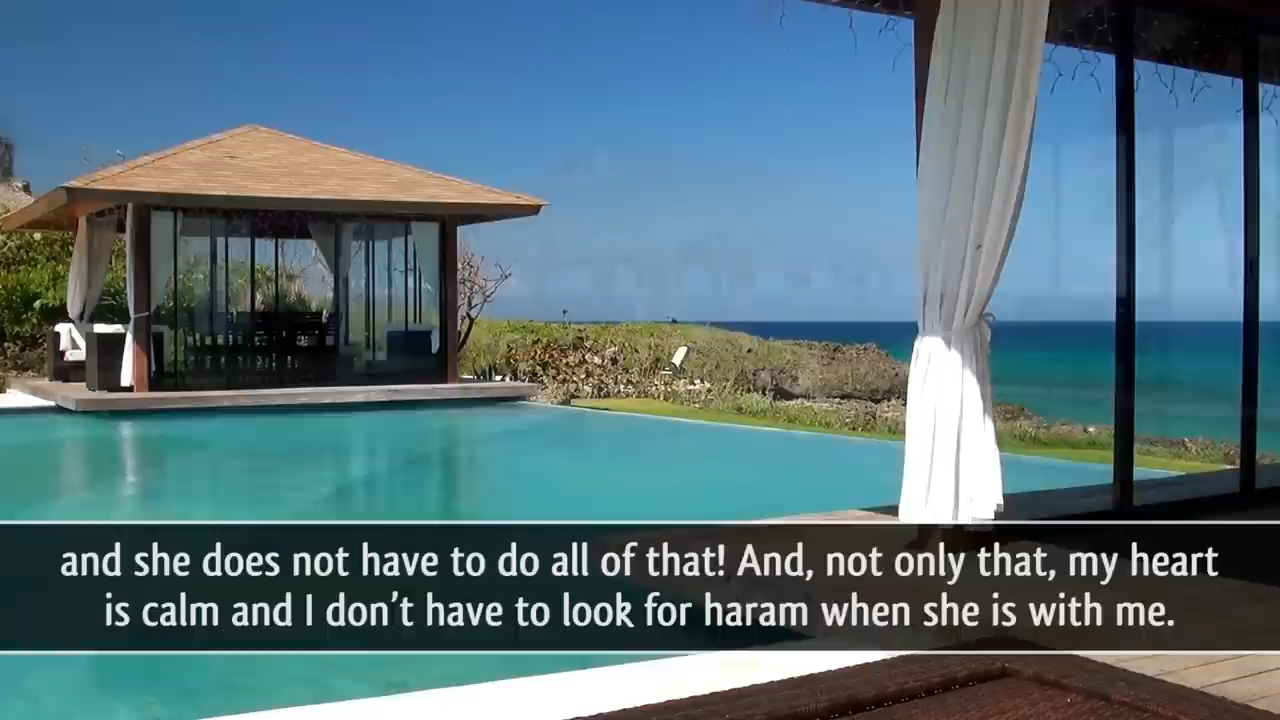 and she does not have to do all of that! And, not only that, my heart
is calm and I don’t have to look for haram when she is with me.